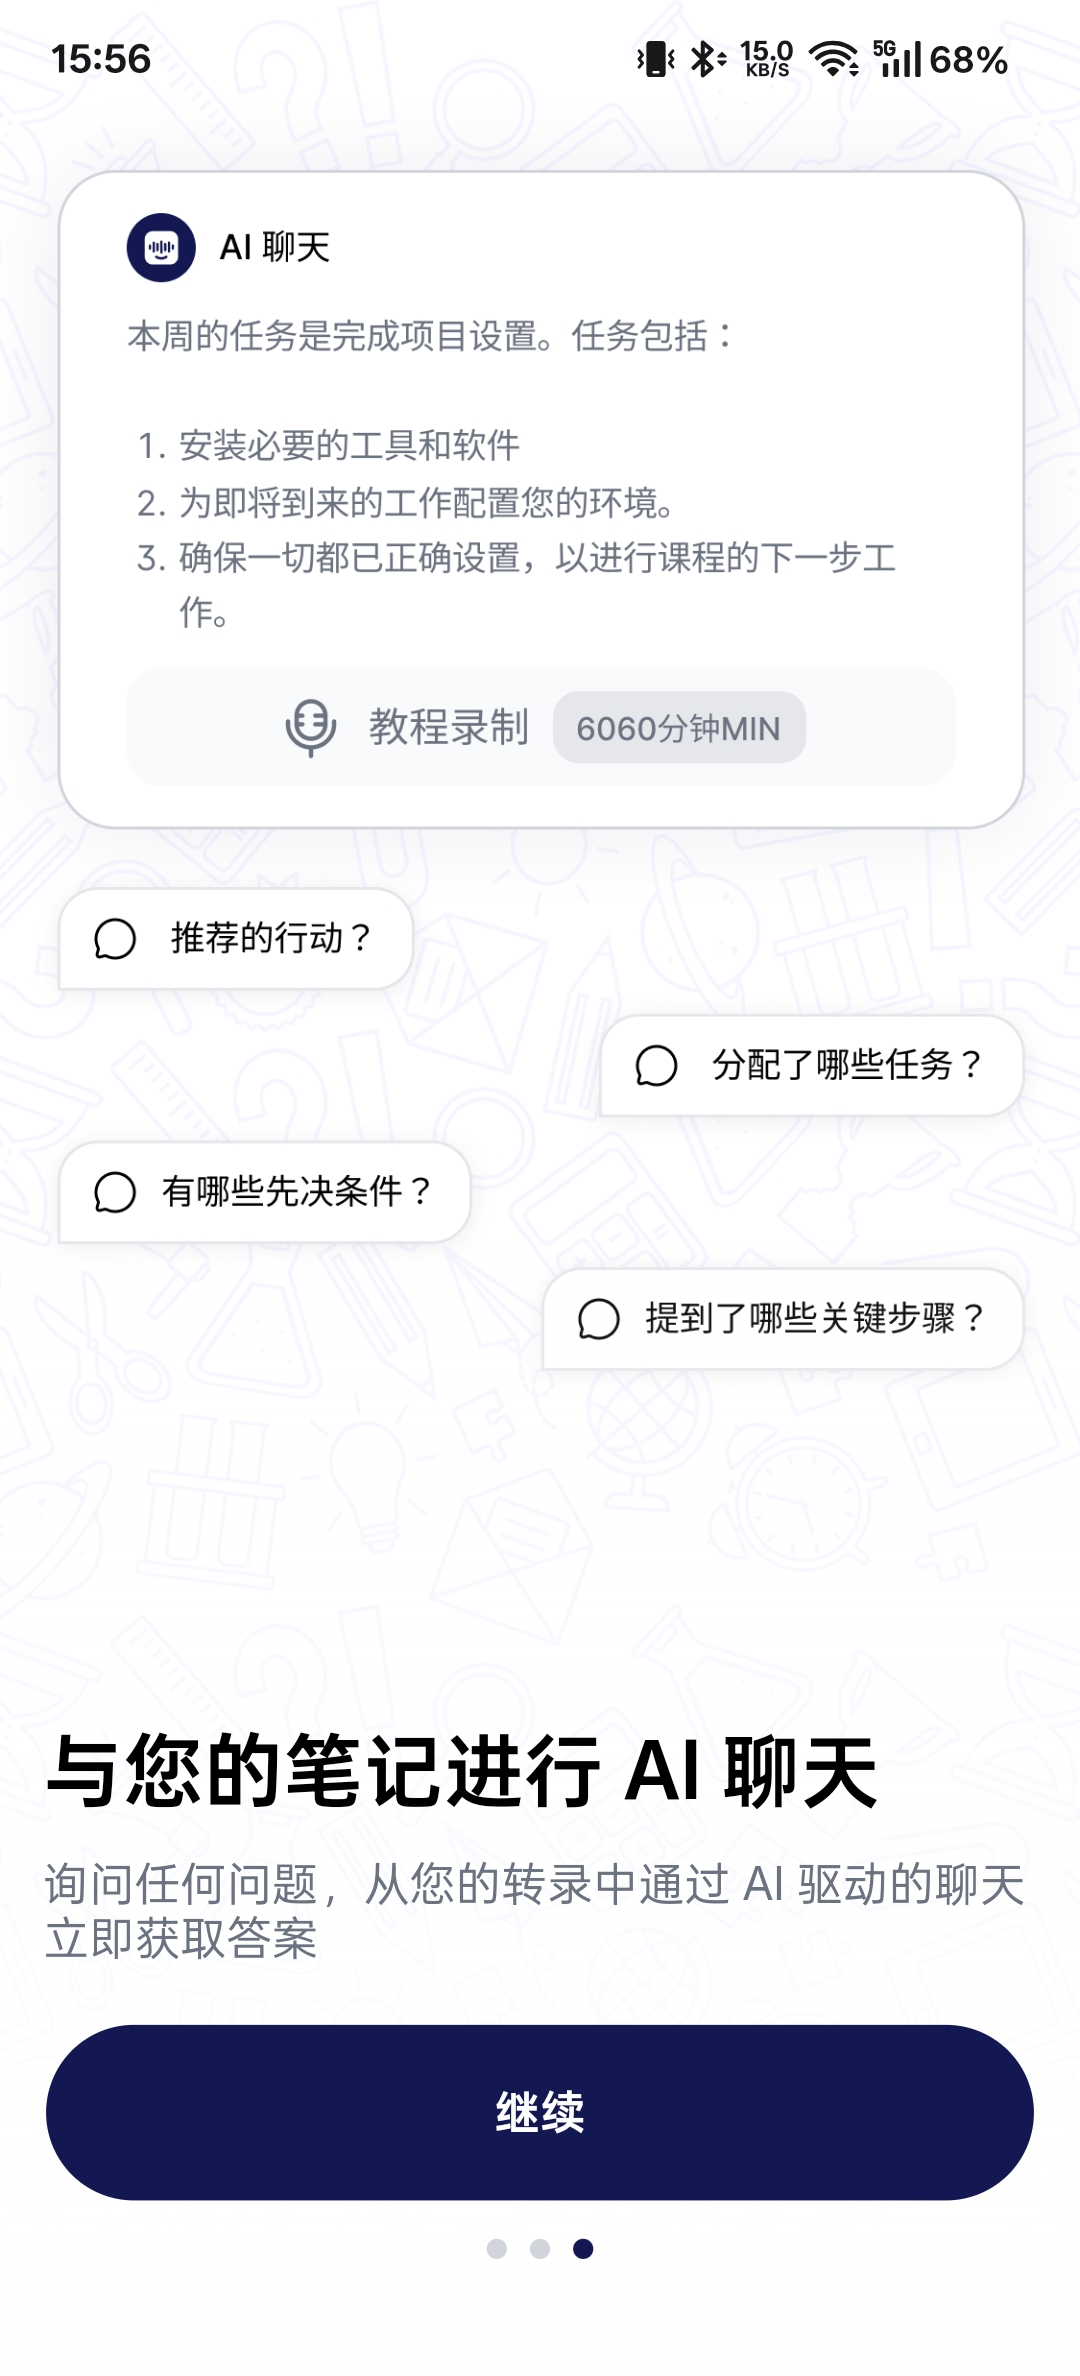 15:56
15.0 KB/S 5G 68%
AI 聊天
本周的任务是完成项目设置。任务包括：
1. 安装必要的工具和软件
2. 为即将到来的工作配置您的环境。
3. 确保一切都已正确设置，以进行课程的下一步工
作。
教程录制 6060分钟MIN
推荐的行动？
分配了哪些任务？
有哪些先决条件？
提到了哪些关键步骤？
与您的笔记进行 AI 聊天
询问任何问题，从您的转录中通过 AI 驱动的聊天
立即获取答案
继续